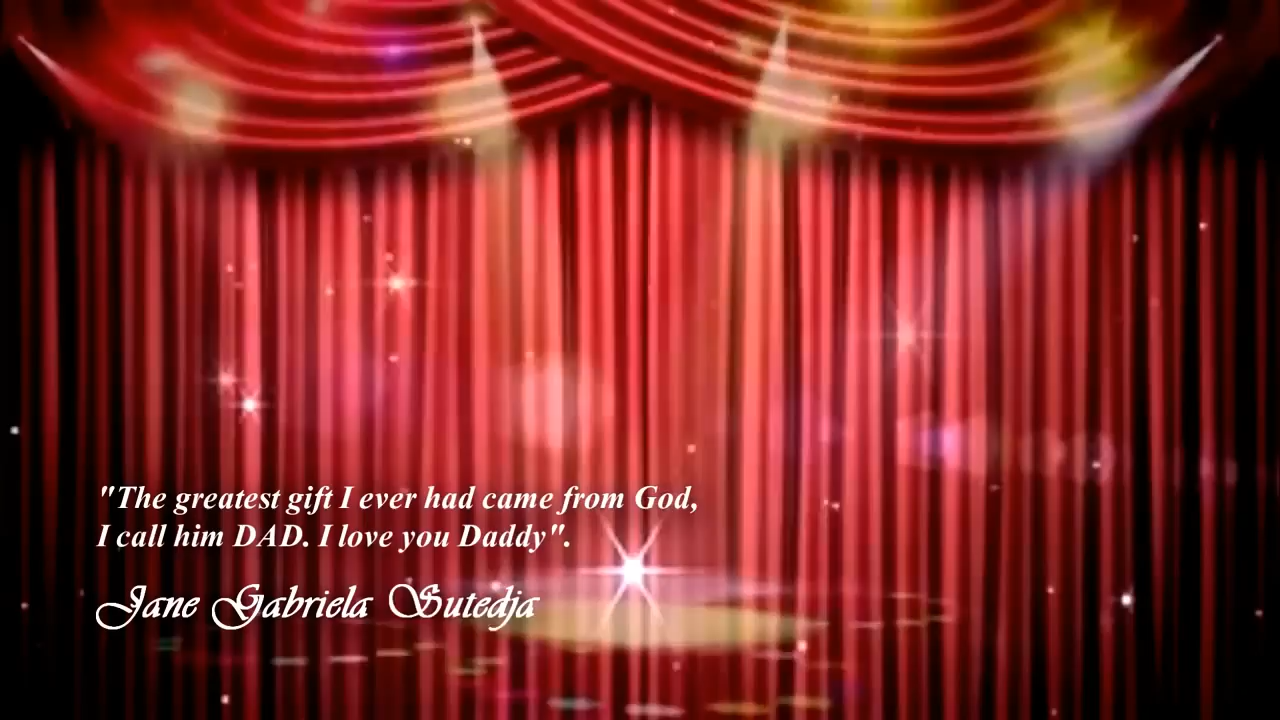 "The greatest gift I ever had came from God,
I call him DAD. I love you Daddy".
Jane Gabriela Sutedja